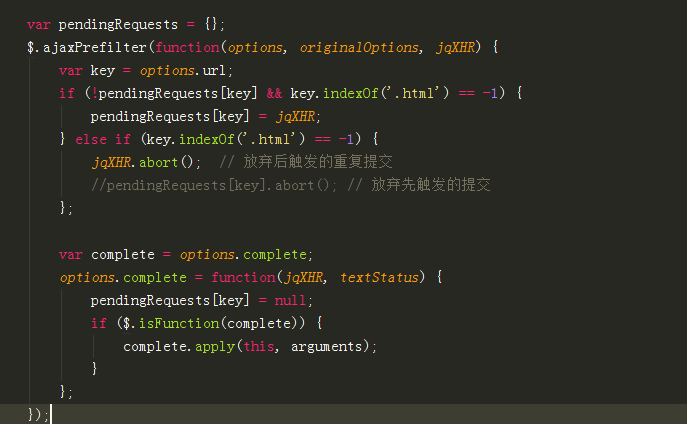 var pendingRequests = {};
$.ajaxPrefilter(function(options, originalOptions, jqXHR) {
    var key = options.url;
    if (!pendingRequests[key] && key.indexOf('.html') == -1) {
        pendingRequests[key] = jqXHR;
    } else if (key.indexOf('.html') == -1) {
        jqXHR.abort();  // 放弃后触发的重复提交
        //pendingRequests[key].abort(); // 放弃先触发的提交
    };

    var complete = options.complete;
    options.complete = function(jqXHR, textStatus) {
        pendingRequests[key] = null;
        if ($.isFunction(complete)) {
            complete.apply(this, arguments);
        }
    };
});